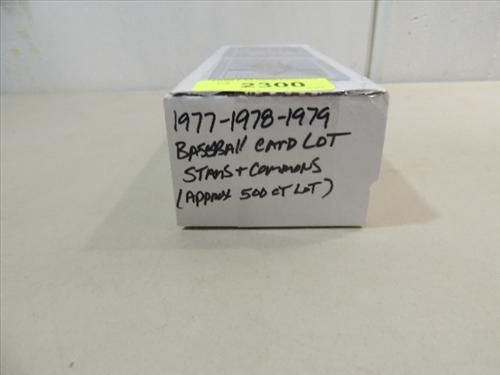 2300
1977-1978-1979
BASEBALL CARD LOT
STARS + COMMONS
(APPROX 500 CT LOT)